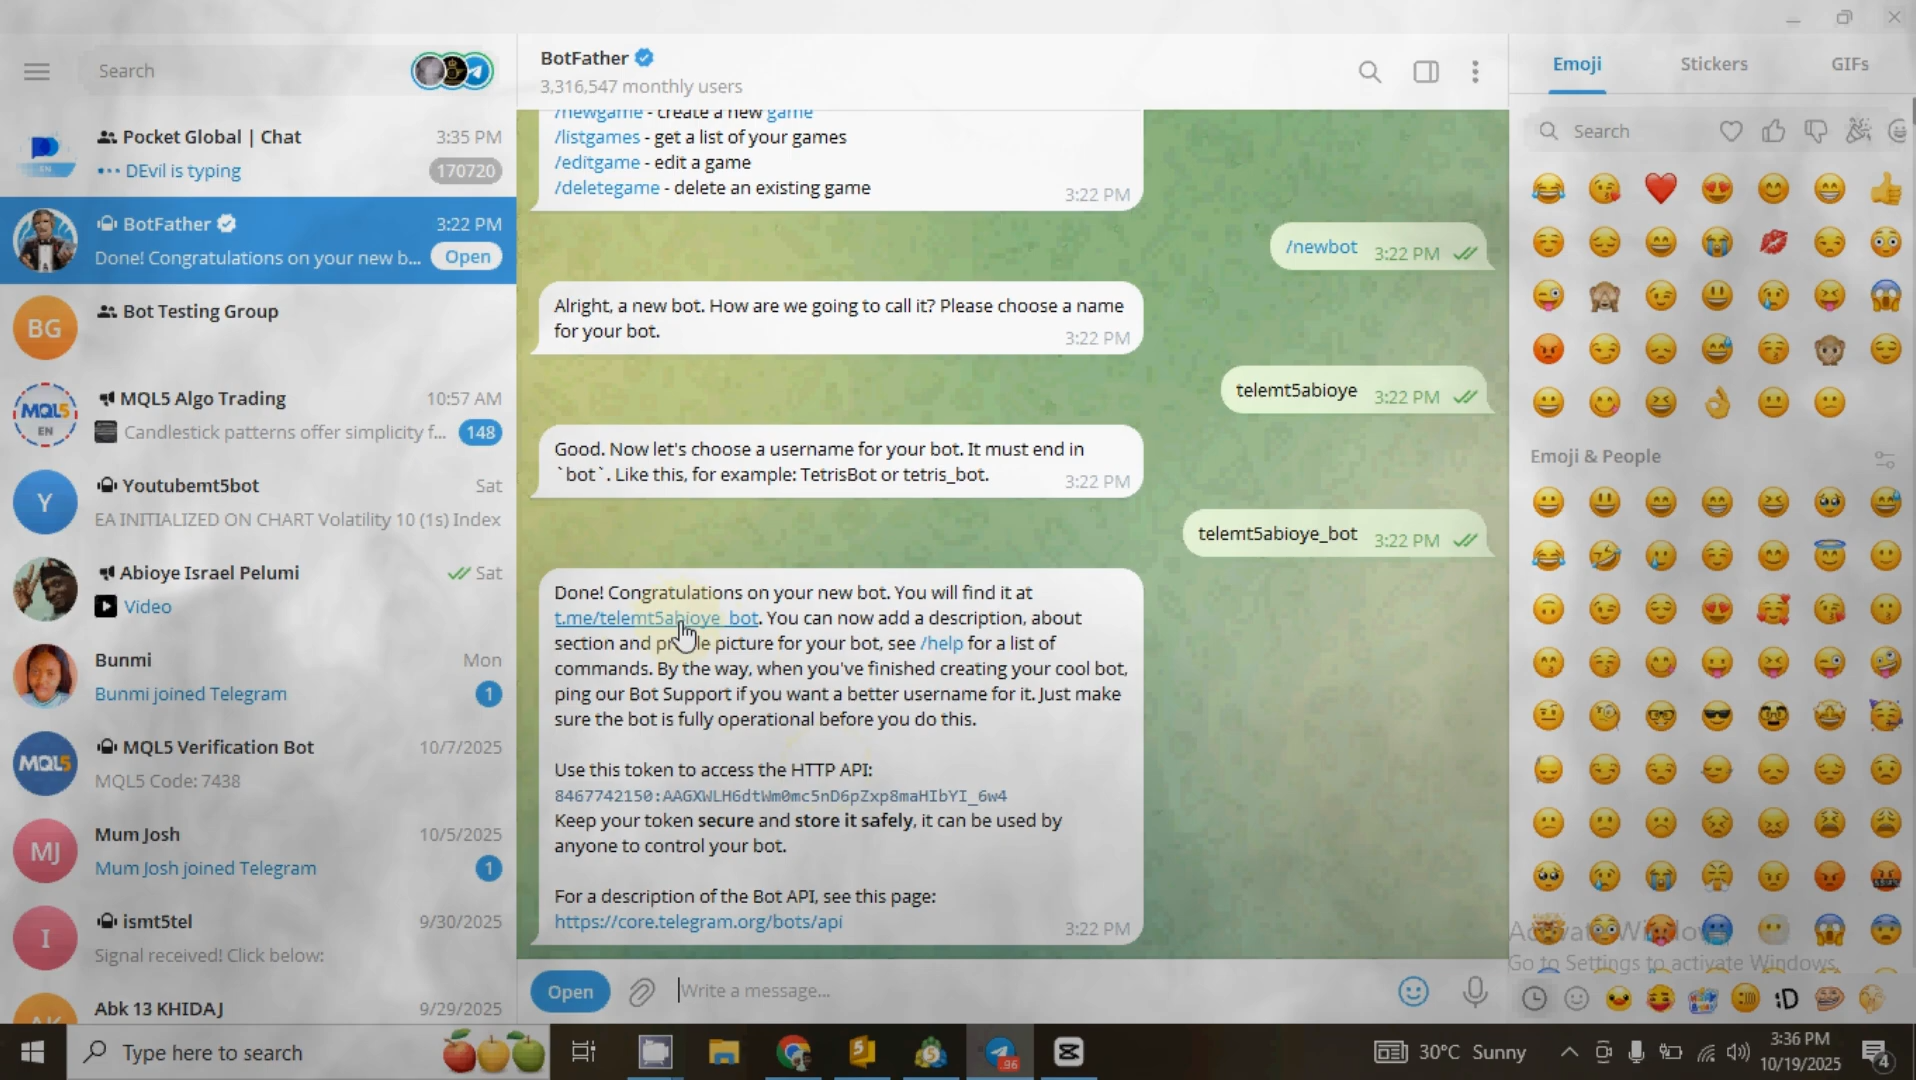 Search
Pocket Global | Chat
3:35 PM
DEvil is typing
170720
BotFather
3:22 PM
Done! Congratulations on your new b...
Open
BG
Bot Testing Group
MQL5
EN
MQL5 Algo Trading
10:57 AM
Candlestick patterns offer simplicity f...
148
Y
Youtubemt5bot
Sat
EA INITIALIZED ON CHART Volatility 10 (1s) Index
Abioye Israel Pelumi
Sat
Video
Bunmi
Mon
Bunmi joined Telegram
1
MQL5
MQL5 Verification Bot
10/7/2025
MQL5 Code: 7438
MJ
Mum Josh
10/5/2025
Mum Josh joined Telegram
1
I
ismt5tel
9/30/2025
Signal received! Click below:
Abk 13 KHIDAJ
9/29/2025
BotFather
3,316,547 monthly users
/newgame - create a new game
/listgames - get a list of your games
/editgame - edit a game
/deletegame - delete an existing game
3:22 PM
/newbot
3:22 PM
Alright, a new bot. How are we going to call it? Please choose a name
for your bot.
3:22 PM
telemt5abioye
3:22 PM
Good. Now let's choose a username for your bot. It must end in
`bot`. Like this, for example: TetrisBot or tetris_bot.
3:22 PM
telemt5abioye_bot
3:22 PM
Done! Congratulations on your new bot. You will find it at
t.me/telemt5abioye_bot. You can now add a description, about
section and picture for your bot, see /help for a list of
commands. By the way, when you've finished creating your cool bot,
ping our Bot Support if you want a better username for it. Just make
sure the bot is fully operational before you do this.
Use this token to access the HTTP API:
8467742150:AAGXWLH6dtWm0mc5nD6pZxp8maHIbYI_6w4
Keep your token secure and store it safely, it can be used by
anyone to control your bot.
For a description of the Bot API, see this page:
https://core.telegram.org/bots/api
3:22 PM
Open
Write a message...
Emoji
Stickers
GIFs
Search
Emoji & People
Activate Windows
Go to Settings to activate Windows.
:D
Type here to search
5
96
30°C Sunny
3:36 PM
10/19/2025
4